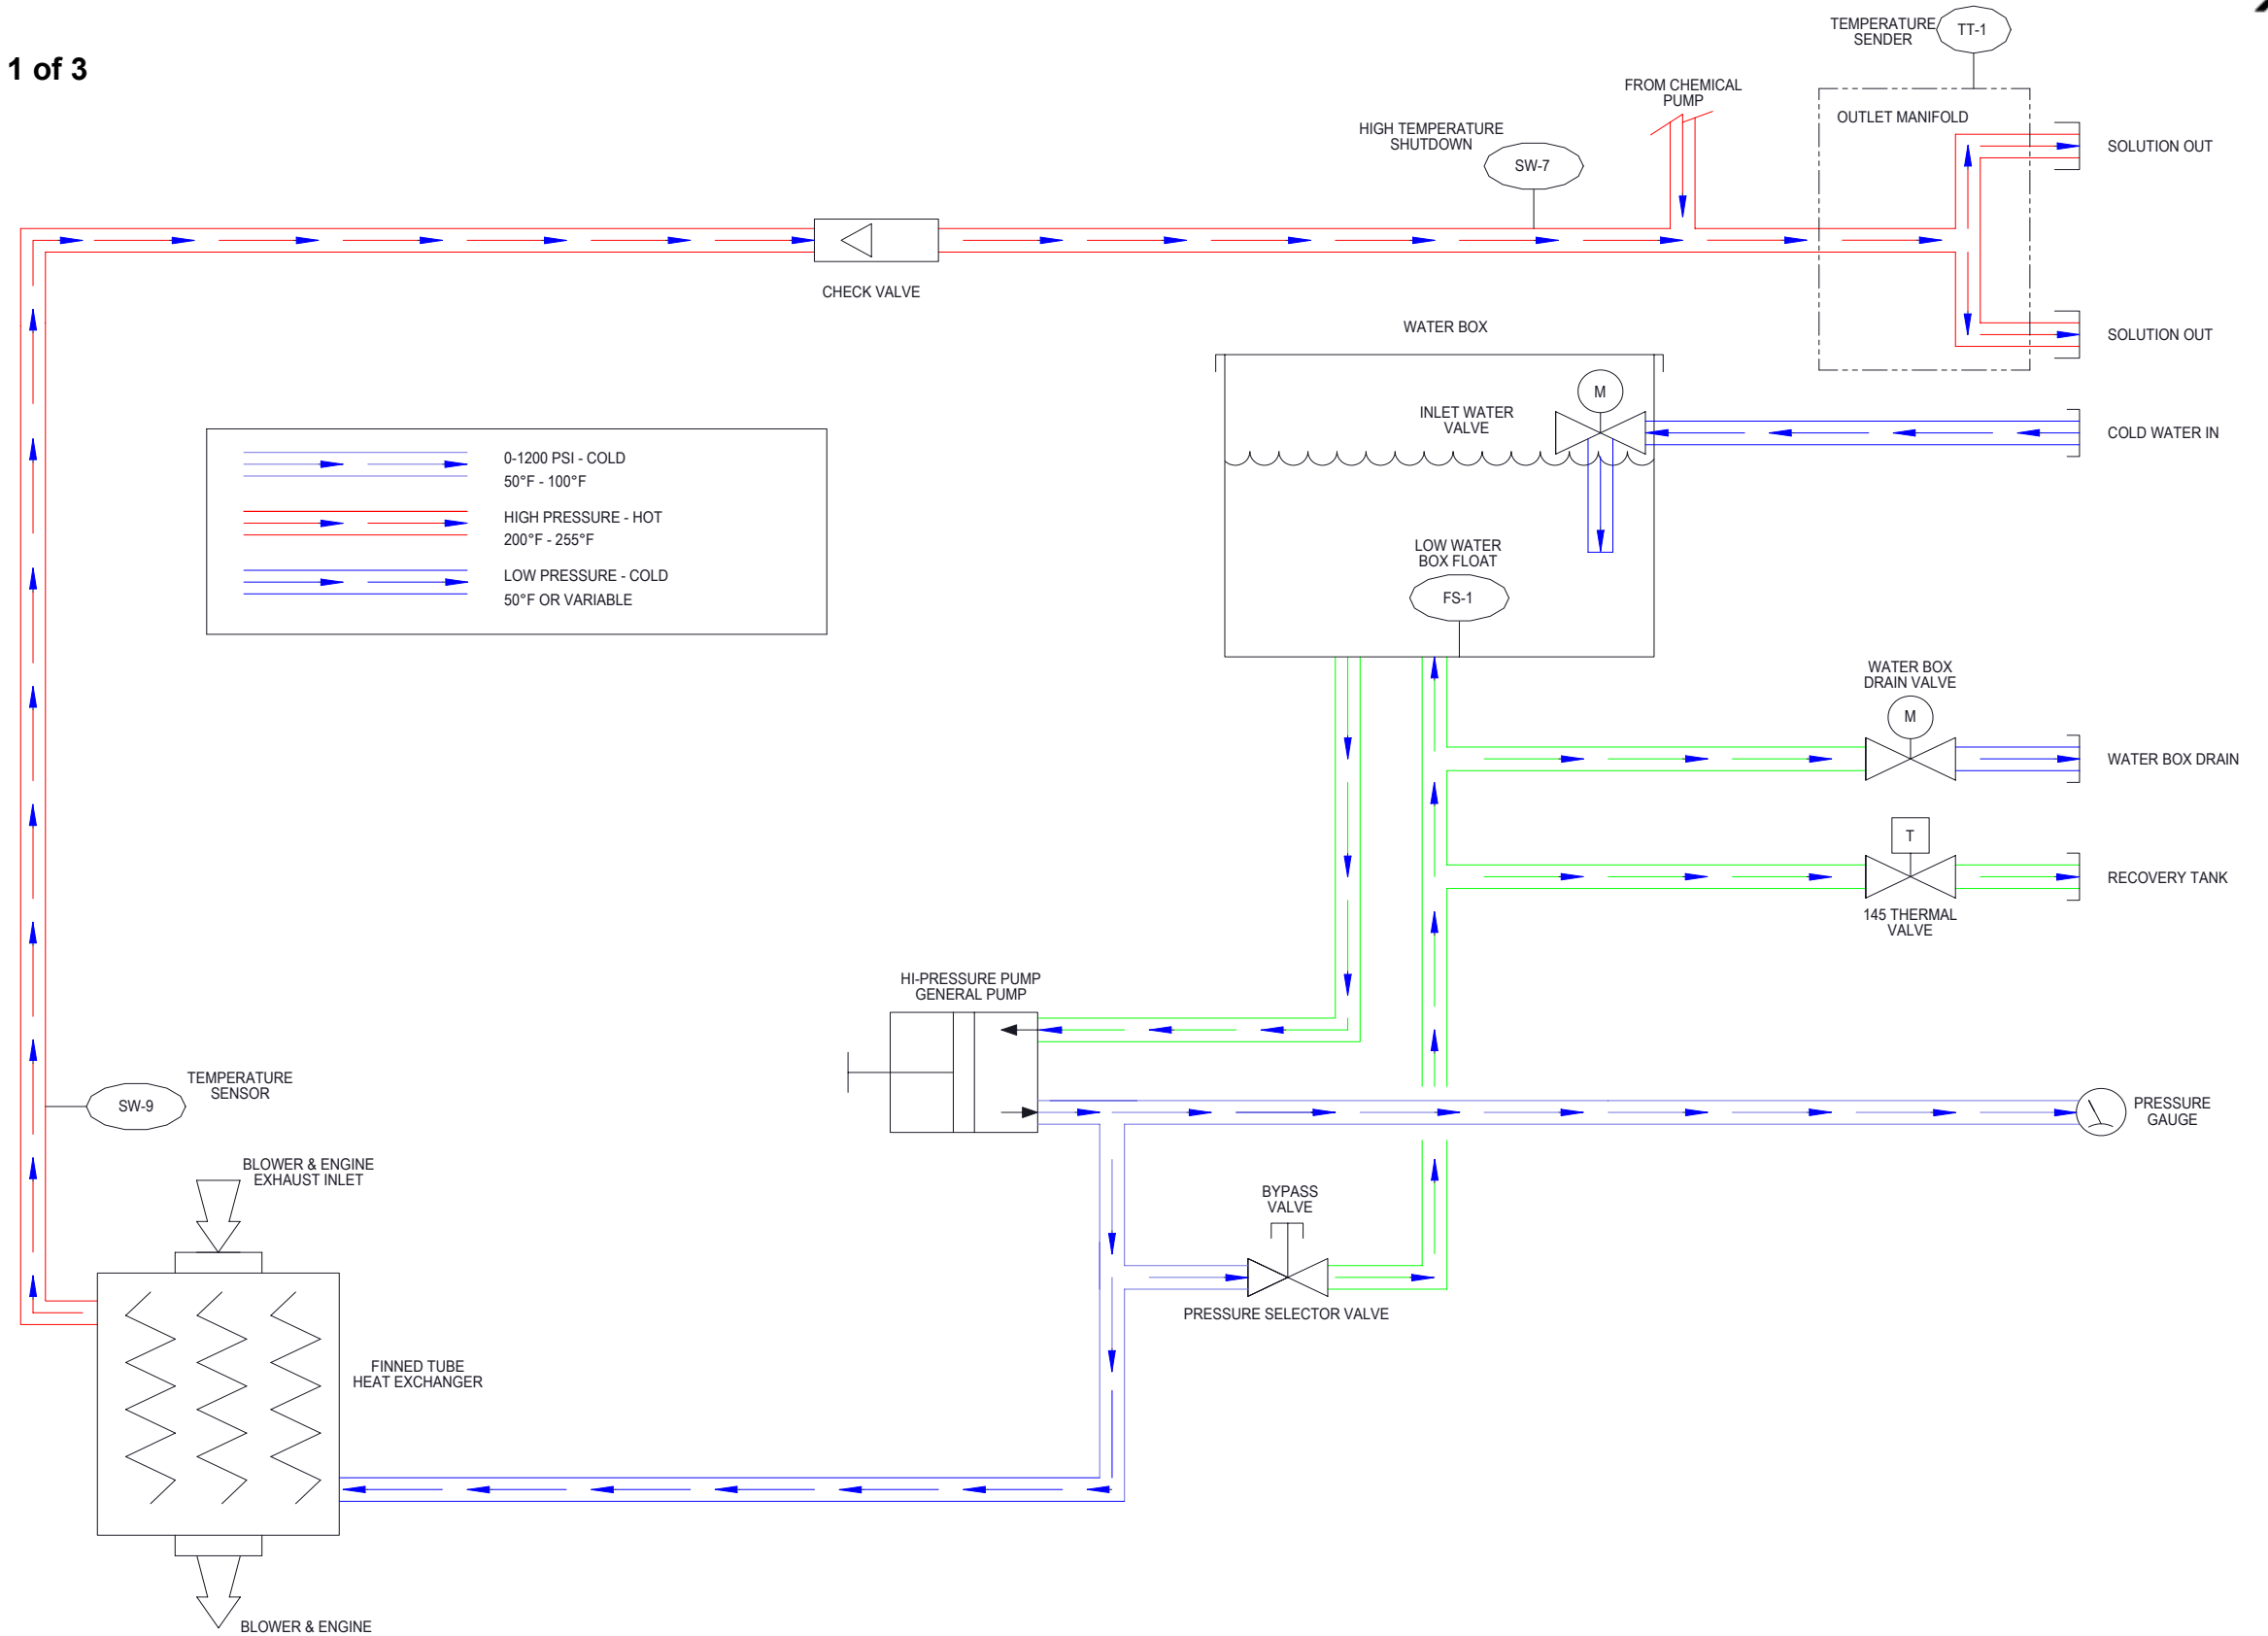 1 of 3
TEMPERATURE
SENDER
TT-1
FROM CHEMICAL
PUMP
OUTLET MANIFOLD
HIGH TEMPERATURE
SHUTDOWN
SW-7
SOLUTION OUT
CHECK VALVE
WATER BOX
SOLUTION OUT
M
INLET WATER
VALVE
COLD WATER IN
0-1200 PSI - COLD
50°F - 100°F
HIGH PRESSURE - HOT
200°F - 255°F
LOW PRESSURE - COLD
50°F OR VARIABLE
LOW WATER
BOX FLOAT
FS-1
WATER BOX
DRAIN VALVE
M
WATER BOX DRAIN
T
RECOVERY TANK
145 THERMAL
VALVE
HI-PRESSURE PUMP
GENERAL PUMP
TEMPERATURE
SENSOR
SW-9
PRESSURE
GAUGE
BLOWER & ENGINE
EXHAUST INLET
BYPASS
VALVE
PRESSURE SELECTOR VALVE
FINNED TUBE
HEAT EXCHANGER
BLOWER & ENGINE